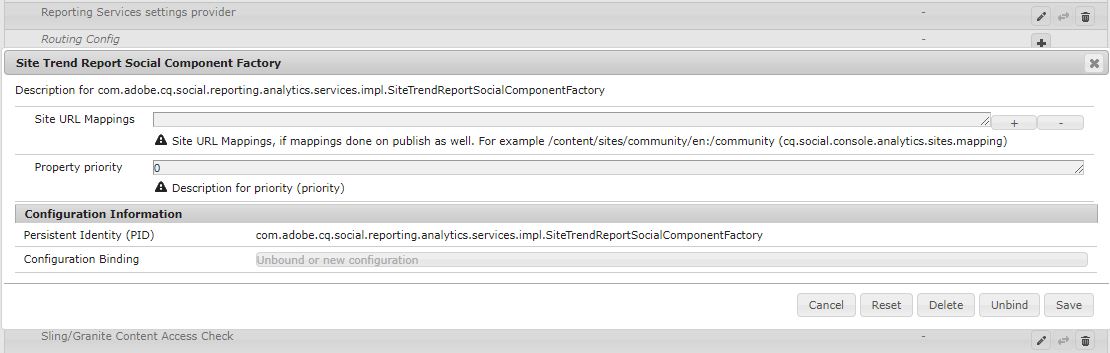 Reporting Services settings provider -
Routing Config -
Site Trend Report Social Component Factory
Description for com.adobe.cq.social.reporting.analytics.services.impl.SiteTrendReportSocialComponentFactory
Site URL Mappings + -
Site URL Mappings, if mappings done on publish as well. For example /content/sites/community/en:/community (cq.social.console.analytics.sites.mapping)
Property priority 0
Description for priority (priority)
Configuration Information
Persistent Identity (PID) com.adobe.cq.social.reporting.analytics.services.impl.SiteTrendReportSocialComponentFactory
Configuration Binding Unbound or new configuration
Cancel Reset Delete Unbind Save
Sling/Granite Content Access Check -